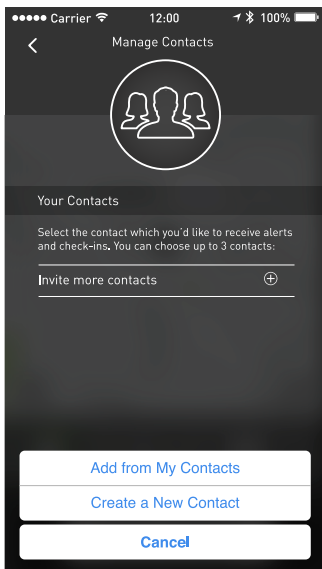 Carrier 12:00 100%
Manage Contacts
Your Contacts
Select the contact which you'd like to receive alerts
and check-ins. You can choose up to 3 contacts:
Invite more contacts
Add from My Contacts
Create a New Contact
Cancel